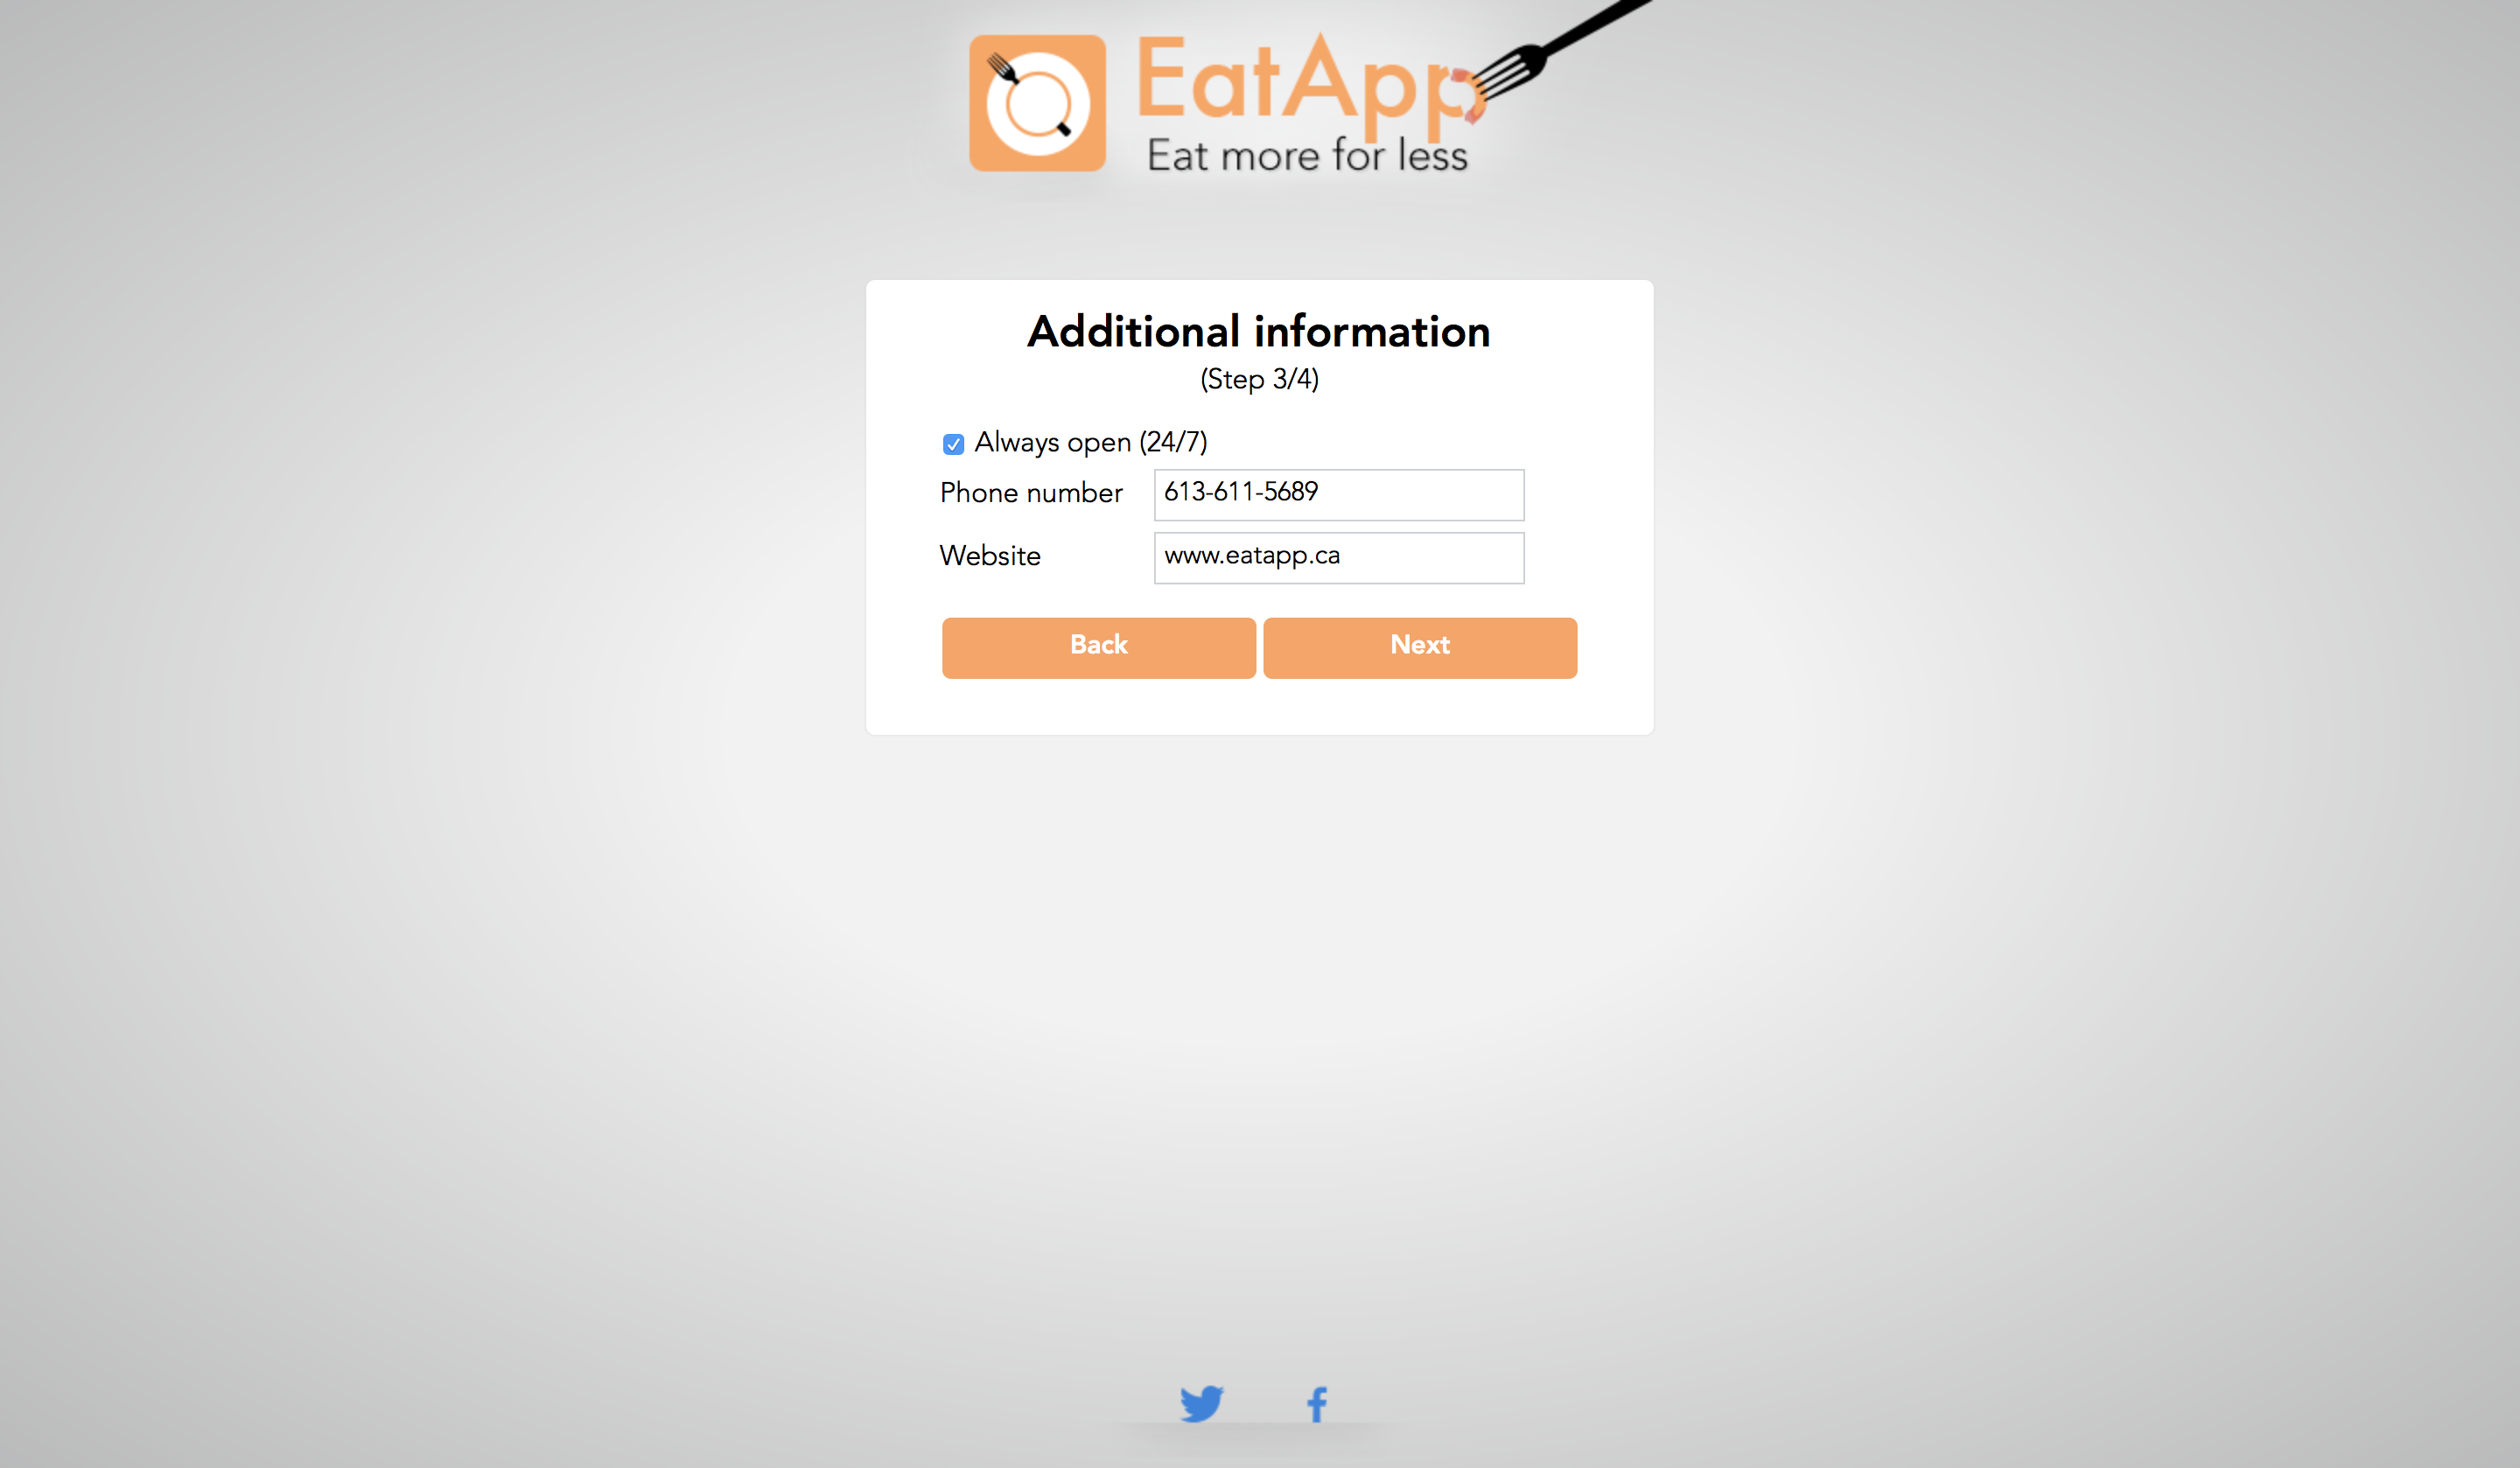 EatApp
Eat more for less
Additional information
(Step 3/4)
Always open (24/7)
Phone number 613-611-5689
Website www.eatapp.ca
Back Next